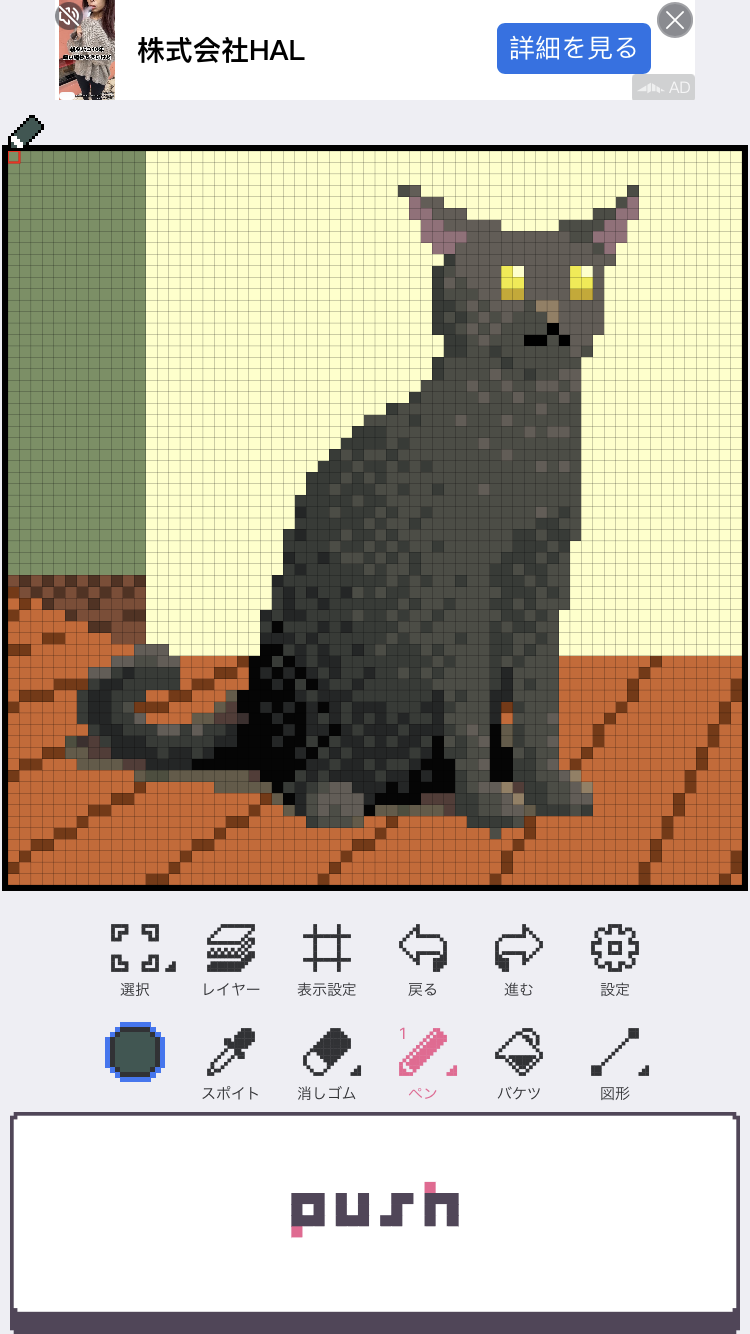 株式会社HAL
詳細を見る
AD
選択
レイヤー
表示設定
戻る
進む
設定
1
スポイト
消しゴム
ペン
バケツ
図形
push